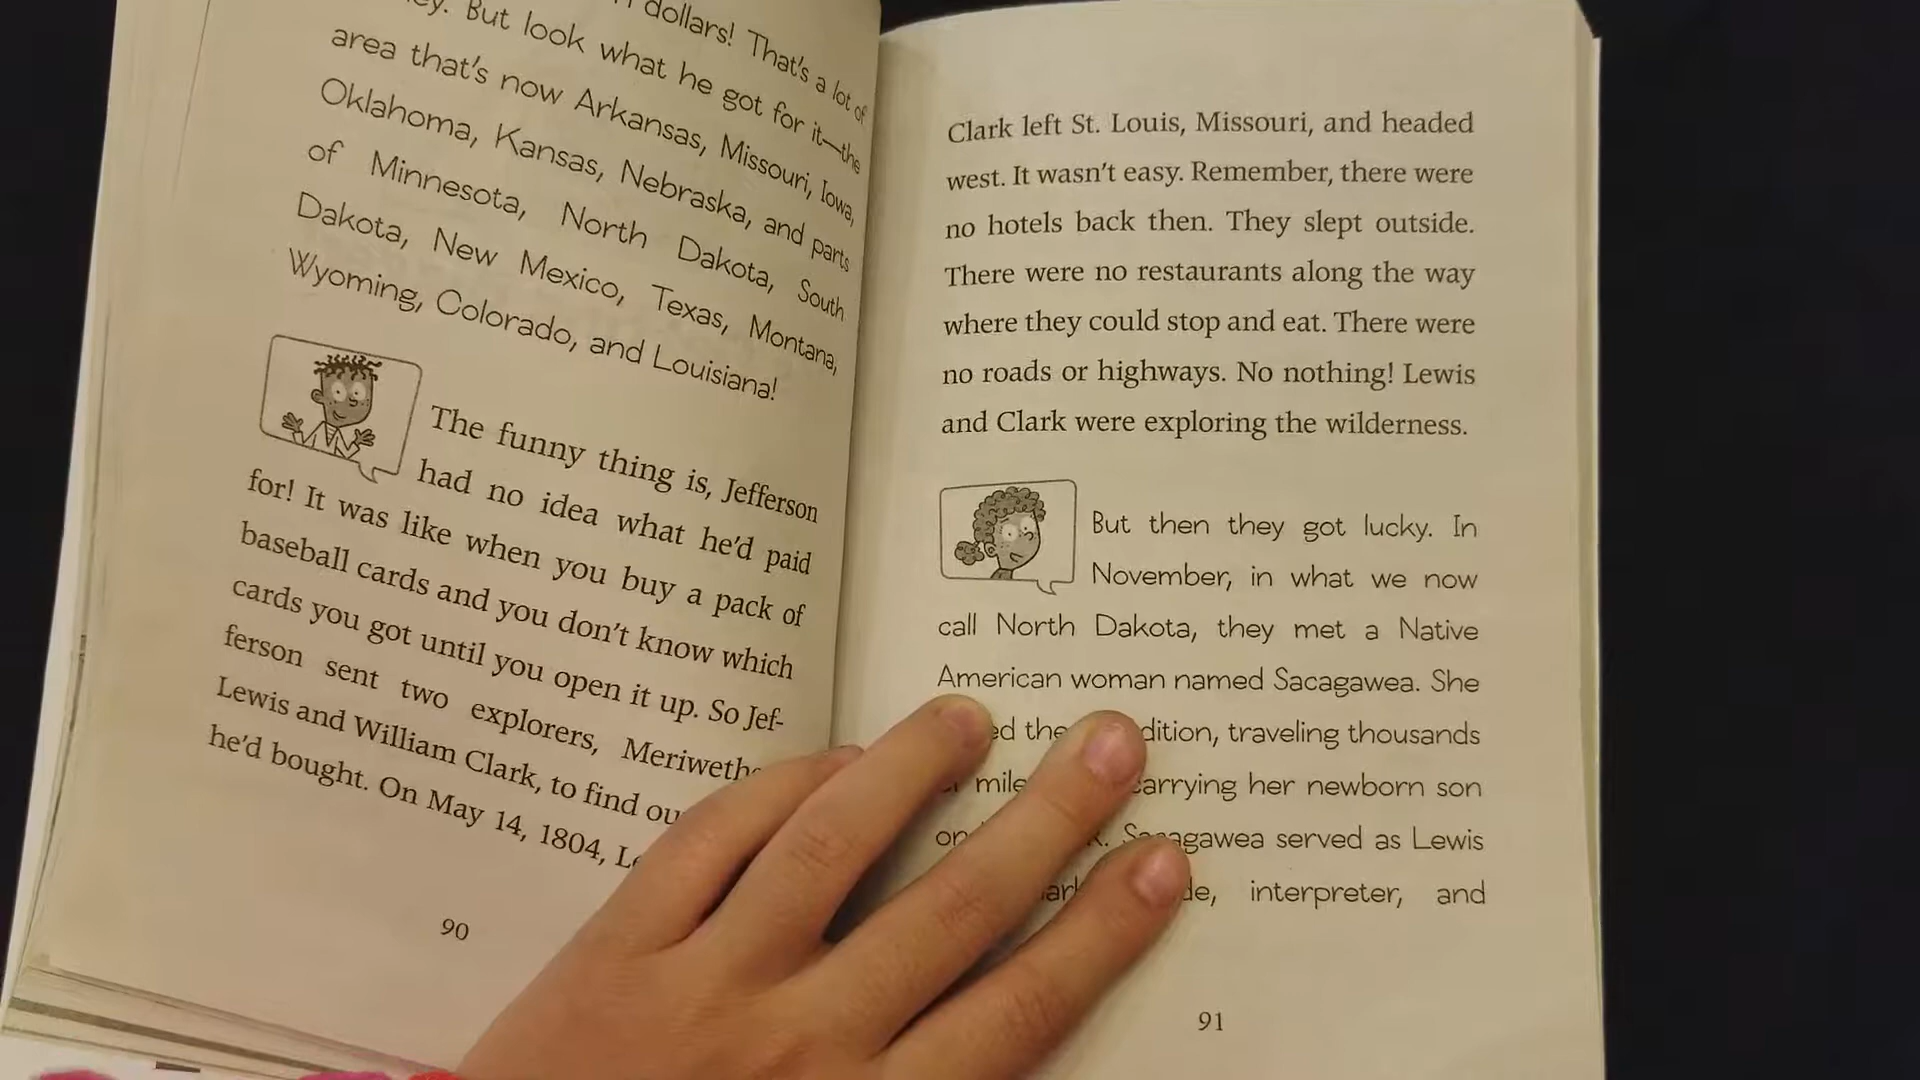 dollars! That's a lot of
But look what he got for it—the
area that's now Arkansas, Missouri, Iowa,
Oklahoma, Kansas, Nebraska, and parts
of Minnesota, North Dakota, South
Dakota, New Mexico, Texas, Montana,
Wyoming, Colorado, and Louisiana!
The funny thing is, Jefferson
had no idea what he'd paid
for! It was like when you buy a pack of
baseball cards and you don't know which
cards you got until you open it up. So Jef-
ferson sent two explorers,
Lewis and William Clark, to find
he'd bought. On May 14, 1804,
90
Clark left St. Louis, Missouri, and headed
west. It wasn't easy. Remember, there were
no hotels back then. They slept outside.
There were no restaurants along the way
where they could stop and eat. There were
no roads or highways. No nothing! Lewis
and Clark were exploring the wilderness.
But then they got lucky. In
November, in what we now
call North Dakota, they met a Native
American woman named Sacagawea. She
traveling thousands
her newborn son
Sacagawea served as Lewis
interpreter, and
91